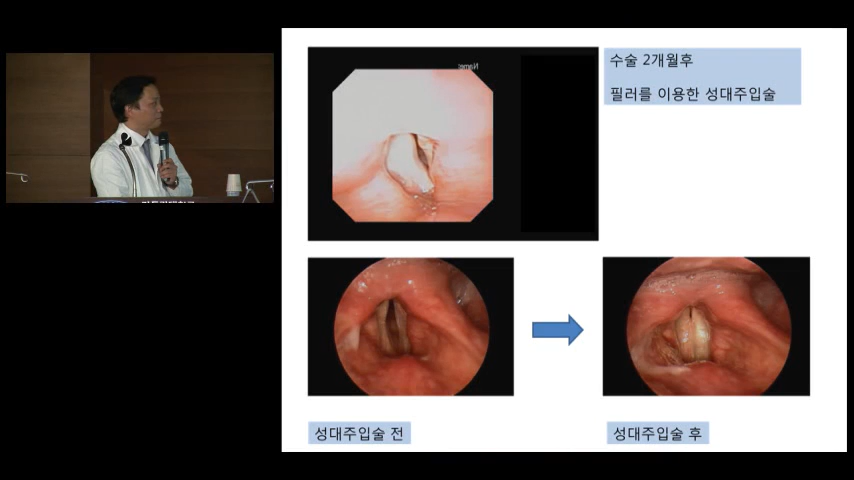 Name:
수술 2개월후
필러를 이용한 성대주입술
성대주입술 전
성대주입술 후